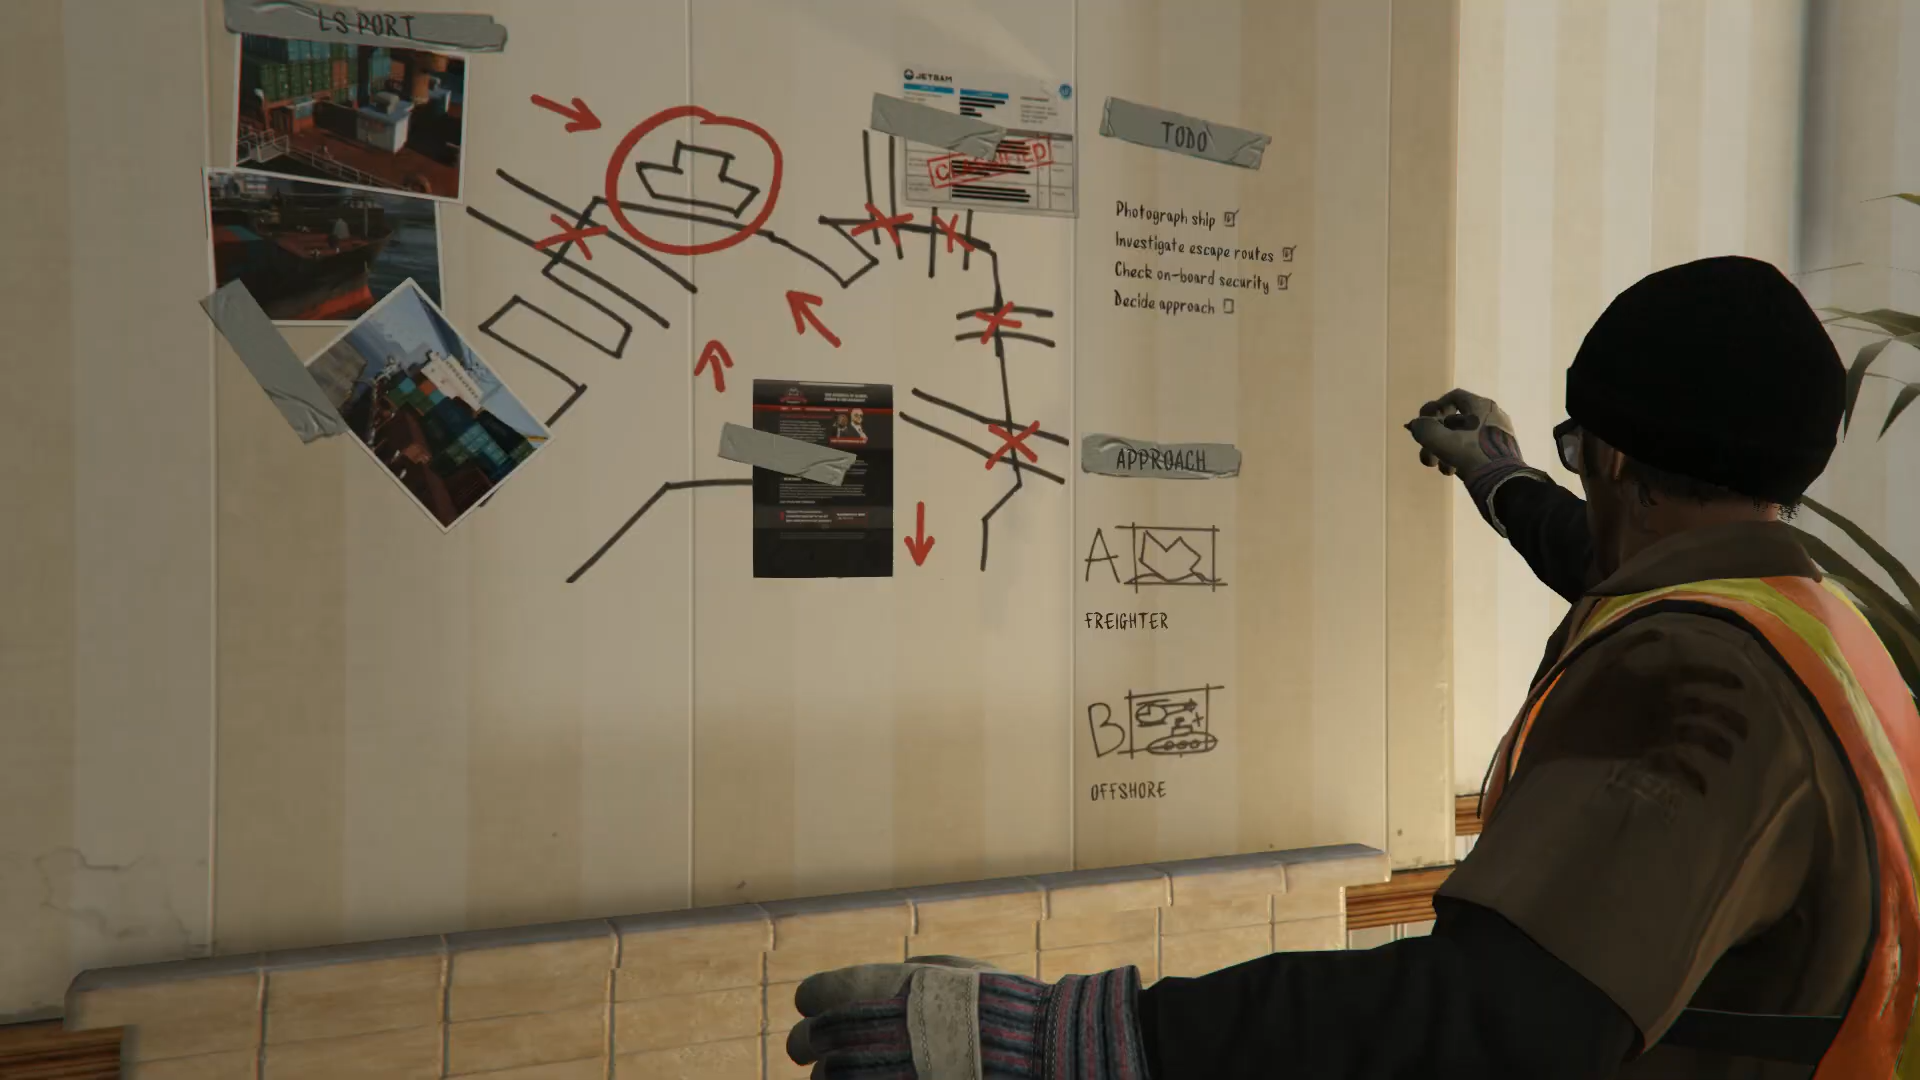 LS PORT
JETSAM
CLASSIFIED
TODO
Photograph ship
Investigate escape routes
Check on-board security
Decide approach
APPROACH
A
FREIGHTER
B
OFFSHORE